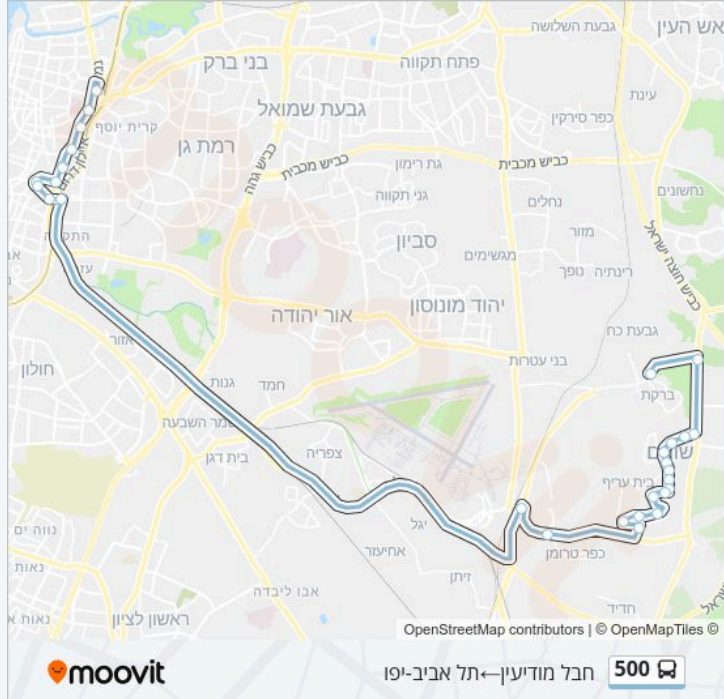 ראש העין
גבעת השלושה
בני ברק
פתח תקווה
עינת
גבעת שמואל
כפר סירקין
קרית יוסף
רמת גן
כביש גהה
כביש מכבית
גת רימון
כביש מכבית
נחשונים
גני תקווה
נחלים
כביש חוצה ישראל
התקווה
סביון
מגשימים
מזור
נופך
רינתיה
יהוד מונוסון
אור יהודה
גבעת כח
אזור
בני עטרות
חולון
גנות
חמד
ברקת
משמר השבעה
צפריה
בית דגן
שוהם
בית עריף
יגל
אחיעזר
כפר טרומן
זיתן
אבו ליבדה
חדיד
ראשון לציון
נאות
OpenStreetMap contributors | © OpenMapTiles ©
moovit
חבל מודיעין←תל אביב-יפו
500